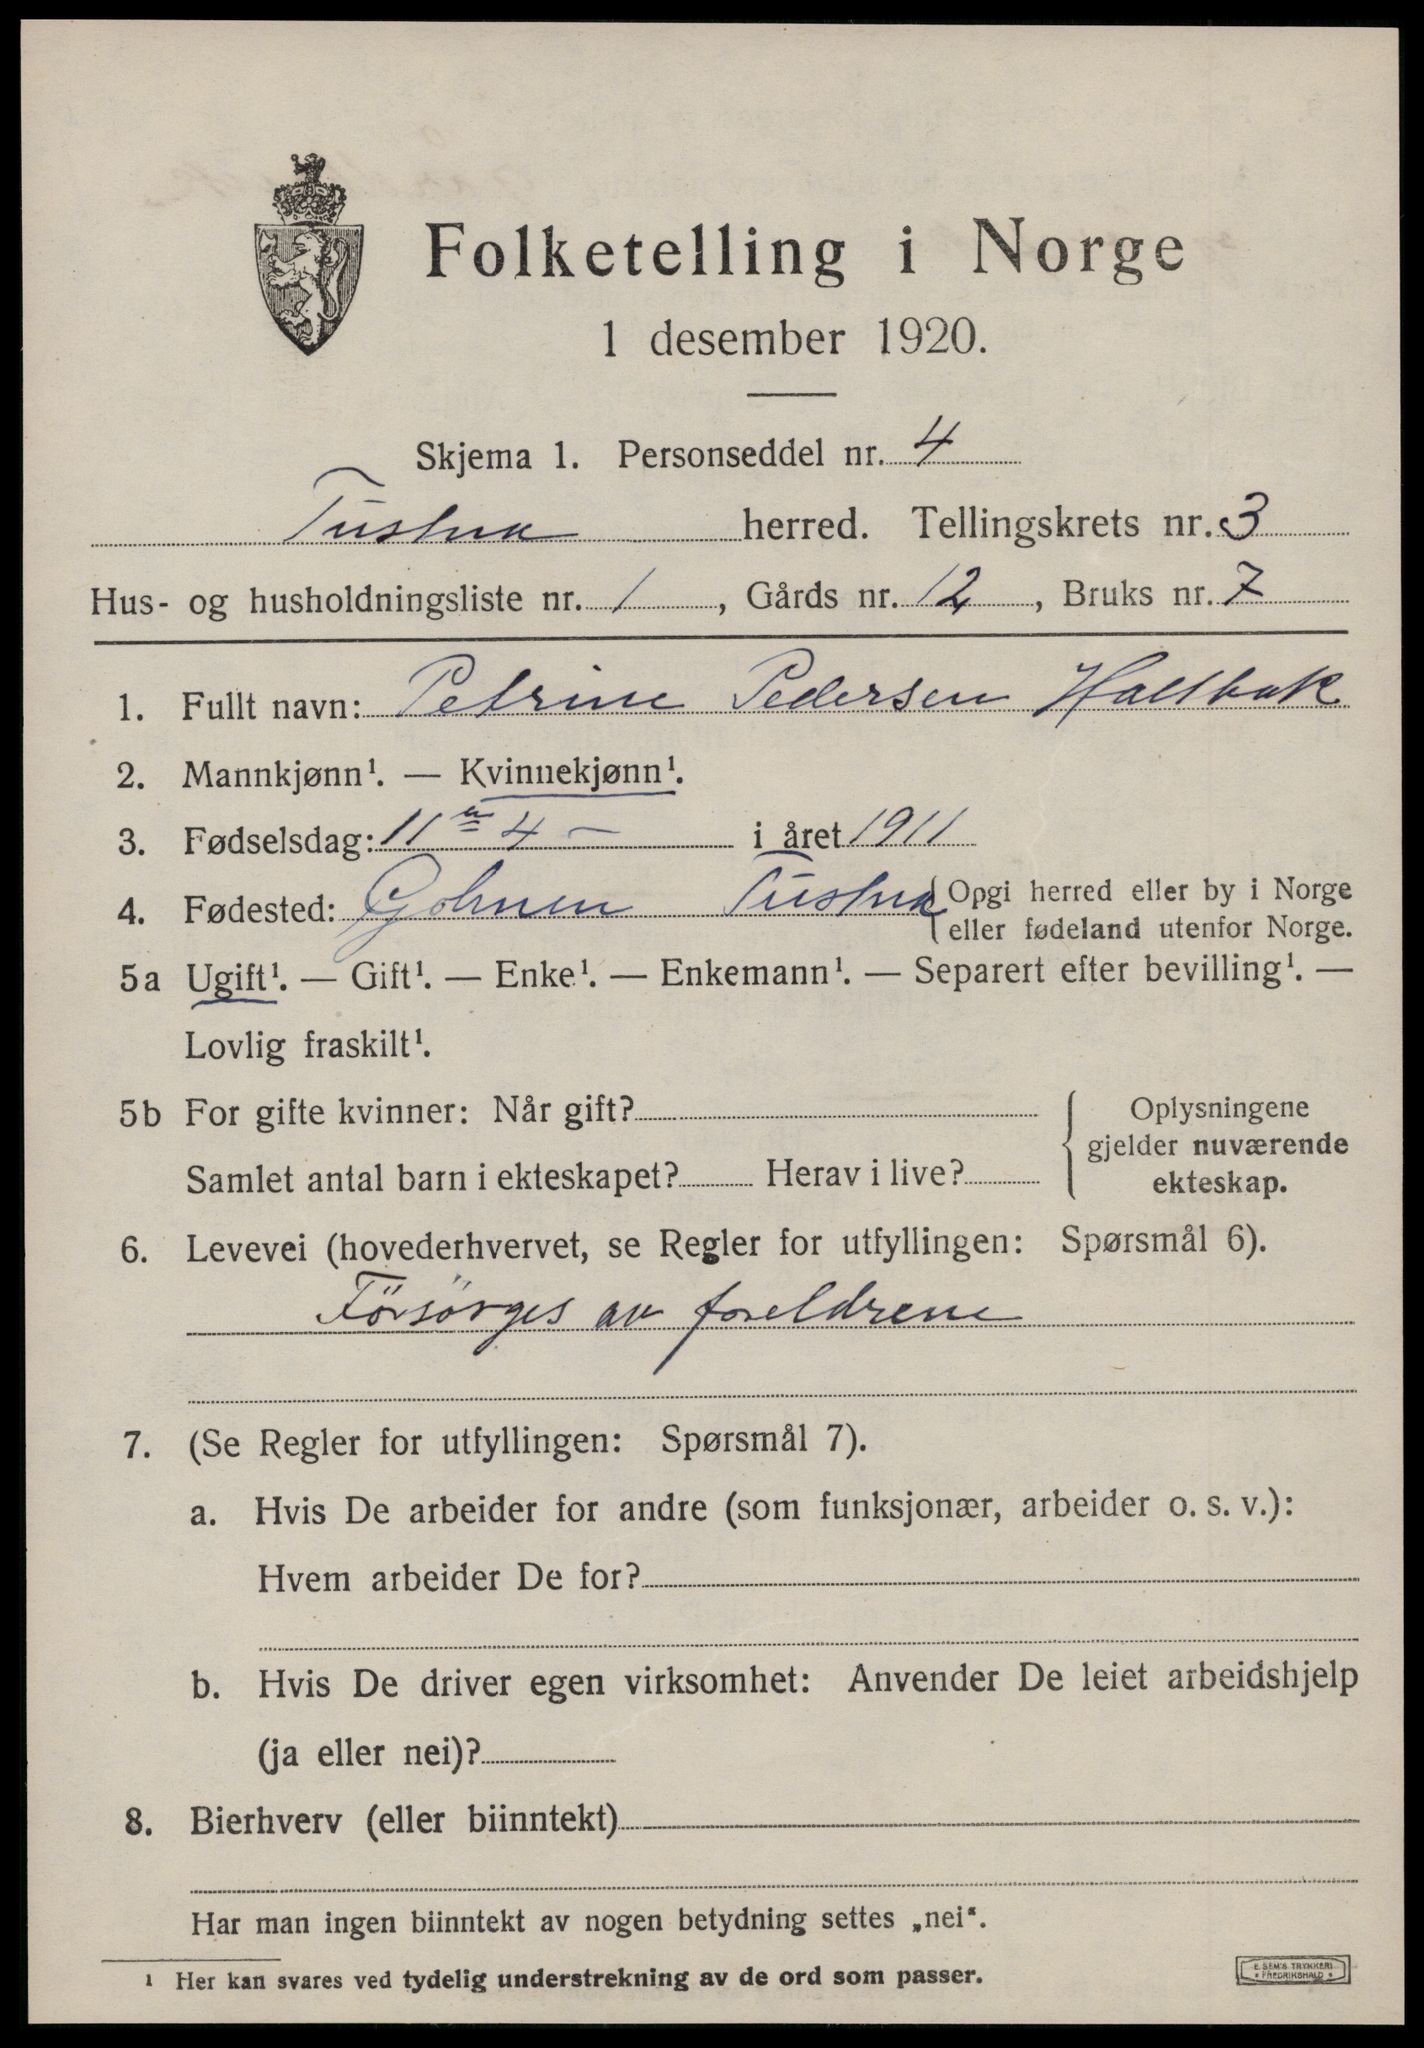 Folketelling i Norge
1 desember 1920.
Skjema 1. Personseddel nr. 4
Tustna herred. Tellingskrets nr. 3
Hus- og husholdningsliste nr. 1, Gårds nr. 12, Bruks nr. 7
1. Fullt navn: Petrine Pedersen Haltbak
2. Mannkjønn¹. — Kvinnekjønn¹.
3. Fødselsdag: 11 4 — i året 1911
4. Fødested: Golmen Tustna {Opgi herred eller by i Norge
eller fødeland utenfor Norge.
5a Ugift¹. — Gift¹. — Enke¹. — Enkemann¹. — Separert efter bevilling¹. —
Lovlig fraskilt¹.
5b For gifte kvinner: Når gift?
Samlet antal barn i ekteskapet? Herav i live?
Oplysningene
gjelder nuværende
ekteskap.
6. Levevei (hovederhvervet, se Regler for utfyllingen: Spørsmål 6).
Försörges av foreldrene
7. (Se Regler for utfyllingen: Spørsmål 7).
a. Hvis De arbeider for andre (som funksjonær, arbeider o. s. v.):
Hvem arbeider De for?
b. Hvis De driver egen virksomhet: Anvender De leiet arbeidshjelp
(ja eller nei)?
8. Bierhverv (eller biinntekt)
Har man ingen biinntekt av nogen betydning settes „nei“.
¹ Her kan svares ved tydelig understrekning av de ord som passer.
E. SEM'S TRYKKERI
* FREDRIKSHALD *